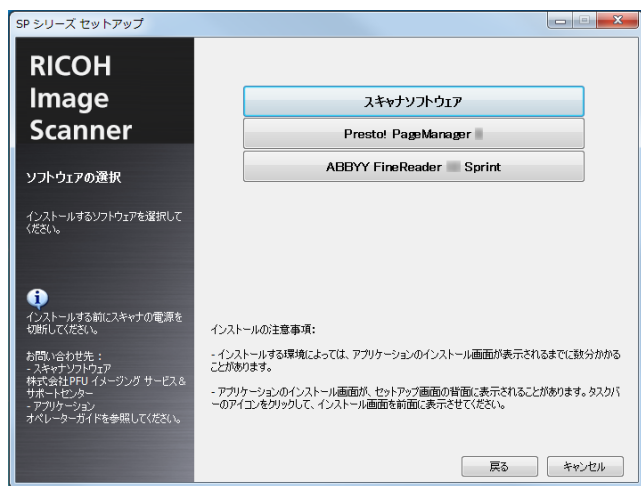 SP シリーズ セットアップ
RICOH
Image
Scanner
ソフトウェアの選択
インストールするソフトウェアを選択して
ください。
インストールする前にスキャナの電源を
切断してください。
お問い合わせ先：
- スキャナソフトウェア
株式会社PFU イメージング サービス＆
サポートセンター
- アプリケーション
オペレーターガイドを参照してください。
スキャナソフトウェア
Presto! PageManager
ABBYY FineReader Sprint
インストールの注意事項:
- インストールする環境によっては、アプリケーションのインストール画面が表示されるまでに数分かかる
ことがあります。
- アプリケーションのインストール画面が、セットアップ画面の背面に表示されることがあります。タスクバ
ーのアイコンをクリックして、インストール画面を前面に表示させてください。
戻る
キャンセル